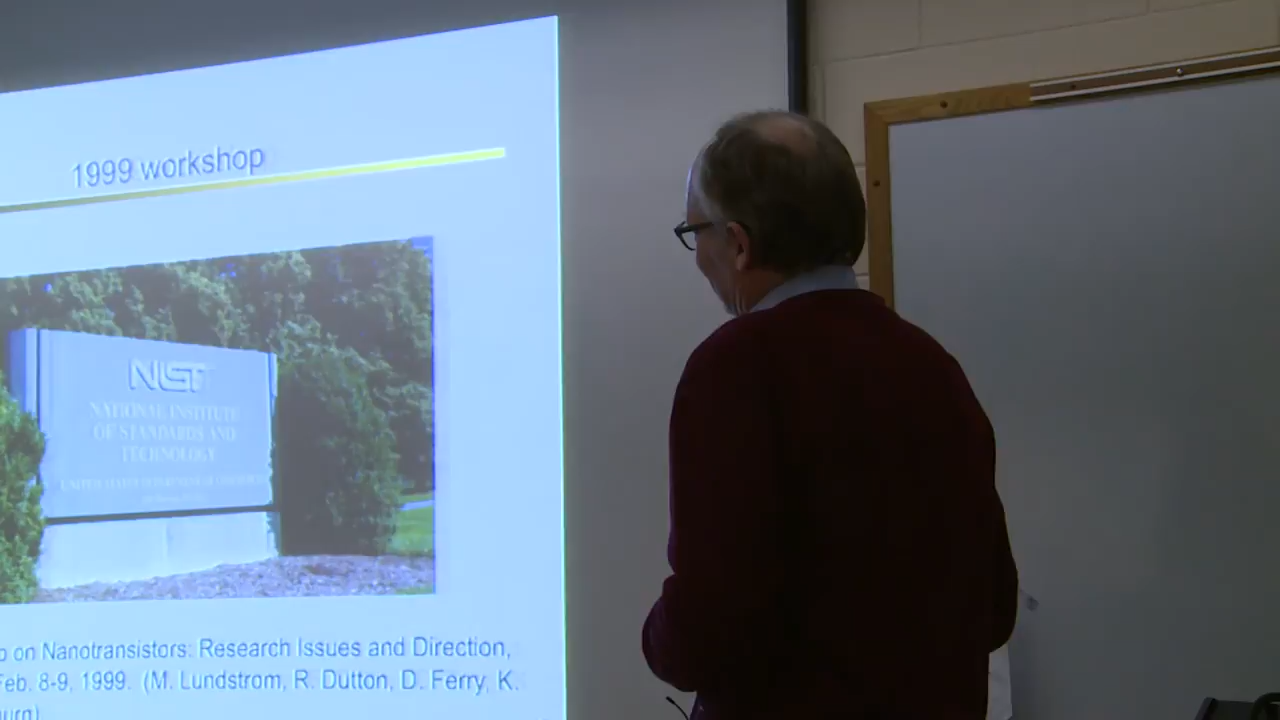 1999 workshop
NIST
NATIONAL INSTITUTE
OF STANDARDS AND
TECHNOLOGY
on Nanotransistors: Research Issues and Direction,
Feb. 8-9, 1999. (M. Lundstrom, R. Dutton, D. Ferry, K.